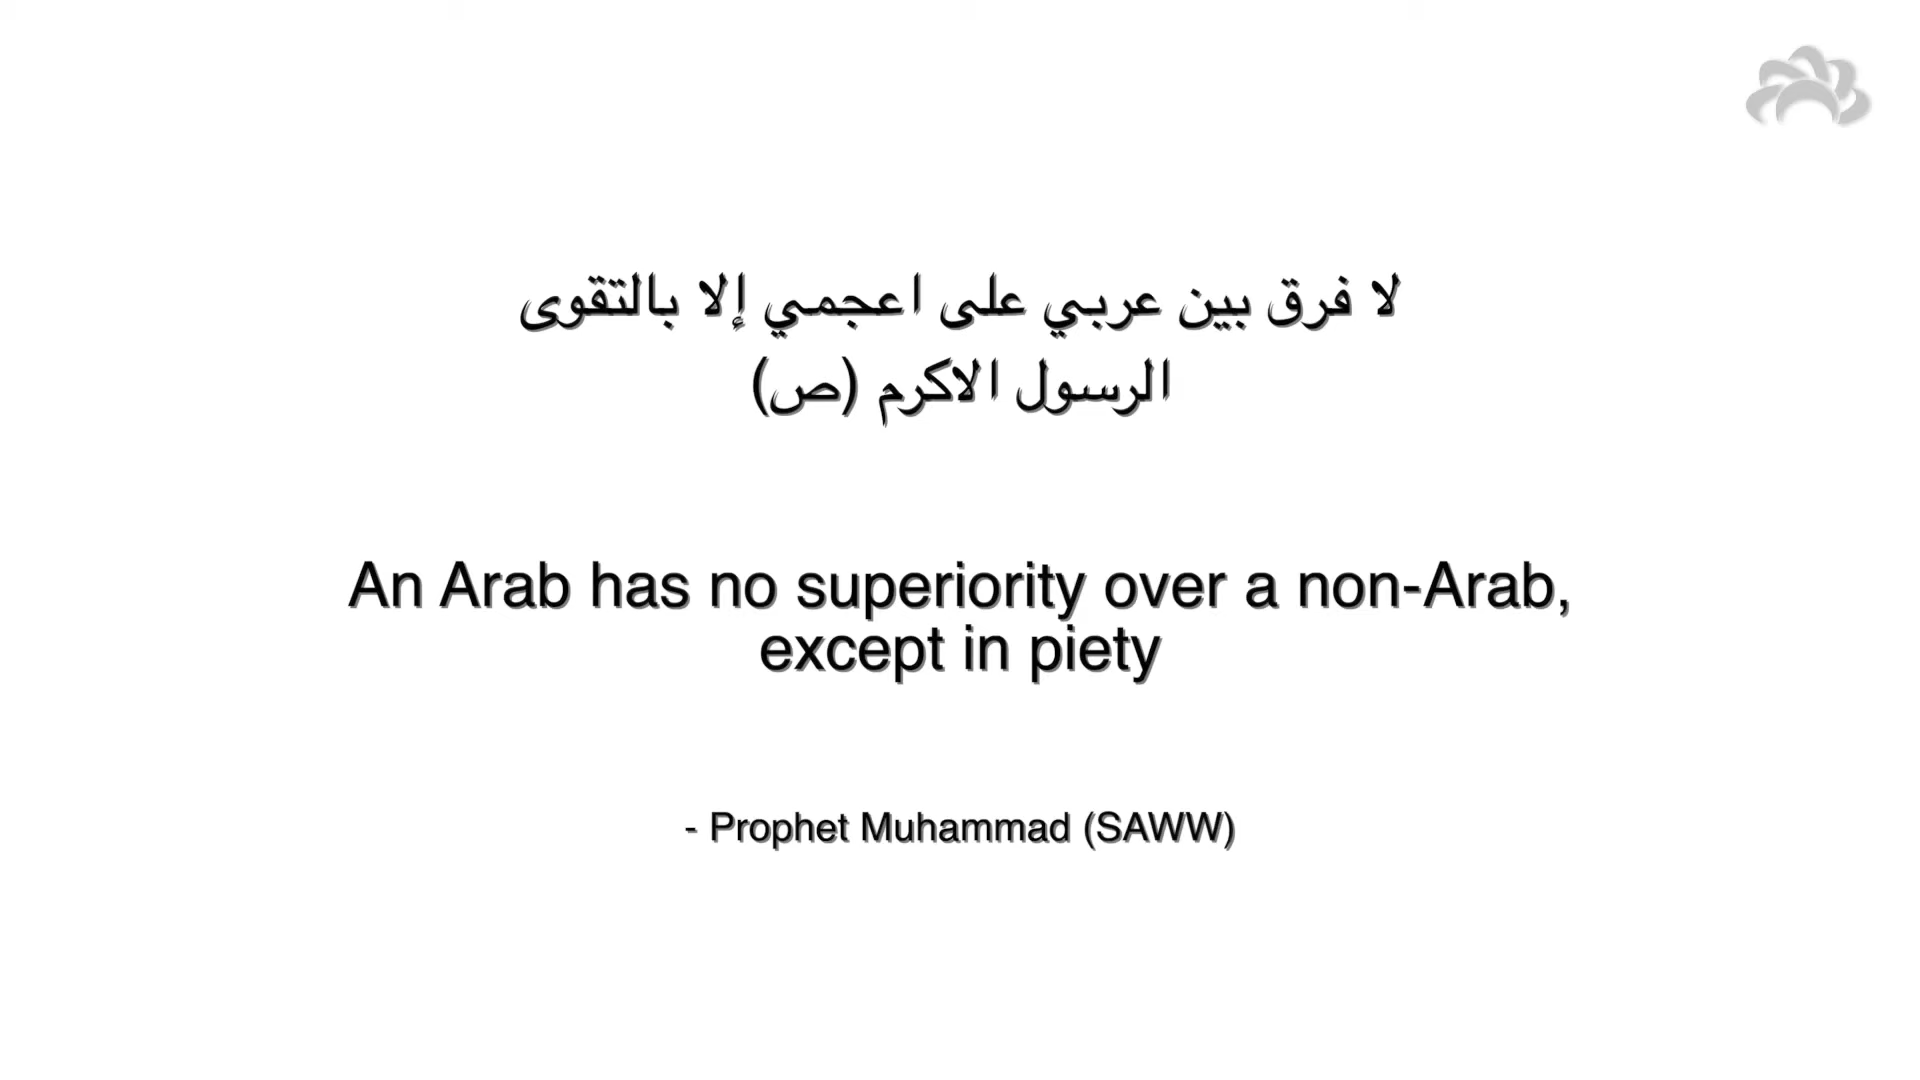 لا فرق بين عربي على اعجمي إلا بالتقوى
الرسول الاكرم (ص)
An Arab has no superiority over a non-Arab,
except in piety
- Prophet Muhammad (SAWW)